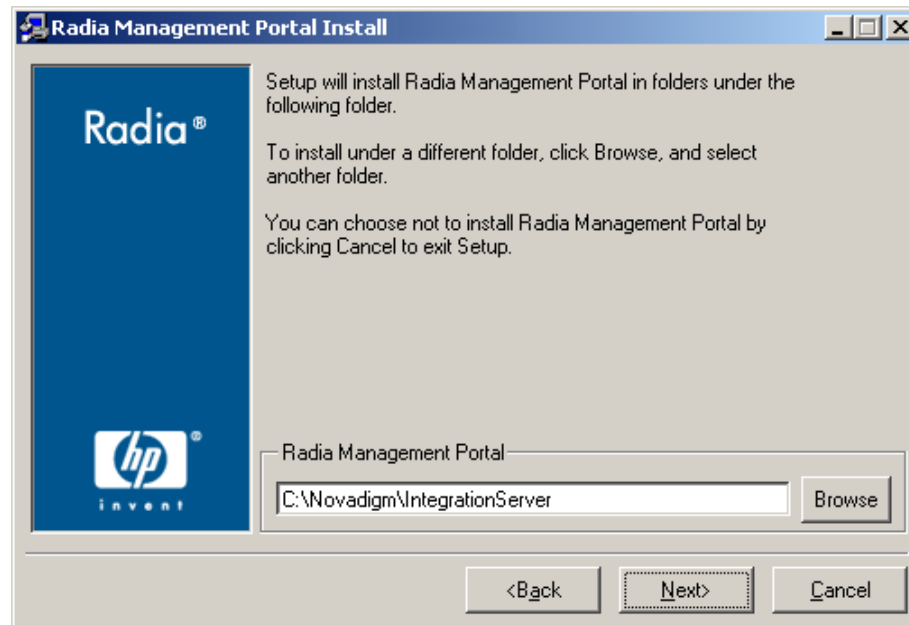 Radia Management Portal Install
Radia®
Setup will install Radia Management Portal in folders under the
following folder.
To install under a different folder, click Browse, and select
another folder.
You can choose not to install Radia Management Portal by
clicking Cancel to exit Setup.
hp®
invent
Radia Management Portal
C:\Novadigm\IntegrationServer
Browse
<Back
Next>
Cancel